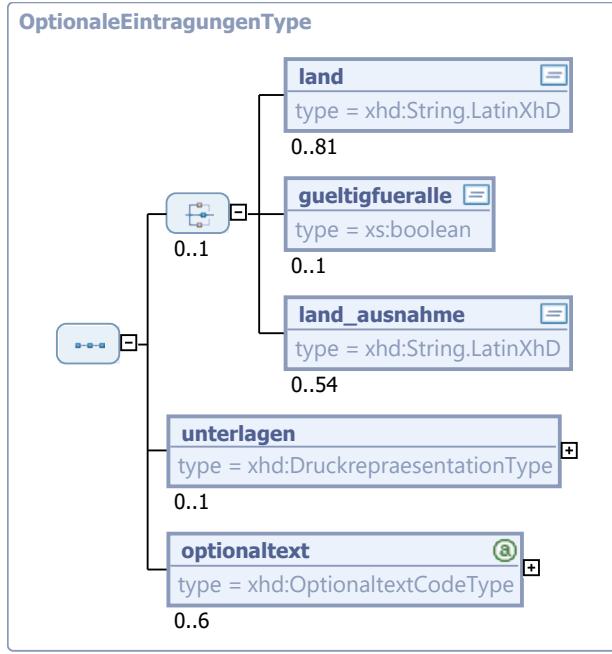 OptionaleEintragungenType
land
type = xhd:String.LatinXhD
0..81
gueltigfueralle
type = xs:boolean
0..1
0..1
land_ausnahme
type = xhd:String.LatinXhD
0..54
unterlagen
type = xhd:DruckrepraesentationType
0..1
optionaltext
type = xhd:OptionaltextCodeType
0..6